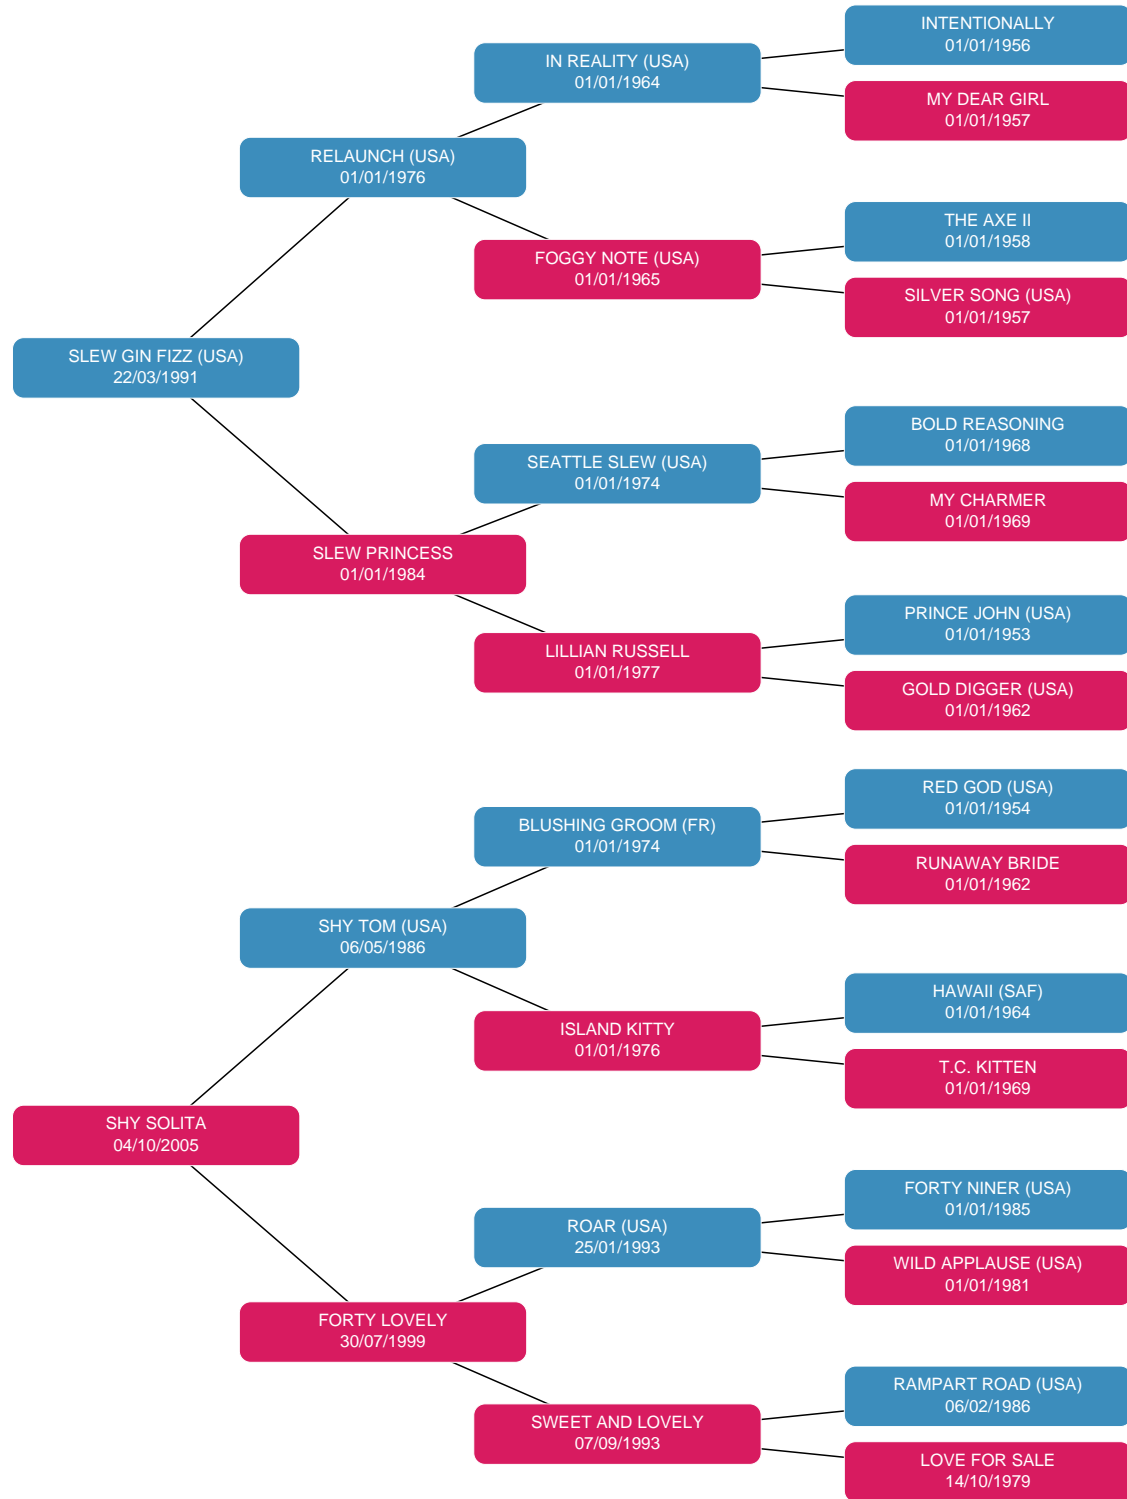 INTENTIONALLY
01/01/1956
IN REALITY (USA)
01/01/1964
MY DEAR GIRL
01/01/1957
RELAUNCH (USA)
01/01/1976
THE AXE II
01/01/1958
FOGGY NOTE (USA)
01/01/1965
SILVER SONG (USA)
01/01/1957
SLEW GIN FIZZ (USA)
22/03/1991
BOLD REASONING
01/01/1968
SEATTLE SLEW (USA)
01/01/1974
MY CHARMER
01/01/1969
SLEW PRINCESS
01/01/1984
PRINCE JOHN (USA)
01/01/1953
LILLIAN RUSSELL
01/01/1977
GOLD DIGGER (USA)
01/01/1962
RED GOD (USA)
01/01/1954
BLUSHING GROOM (FR)
01/01/1974
RUNAWAY BRIDE
01/01/1962
SHY TOM (USA)
06/05/1986
HAWAII (SAF)
01/01/1964
ISLAND KITTY
01/01/1976
T.C. KITTEN
01/01/1969
SHY SOLITA
04/10/2005
FORTY NINER (USA)
01/01/1985
ROAR (USA)
25/01/1993
WILD APPLAUSE (USA)
01/01/1981
FORTY LOVELY
30/07/1999
RAMPART ROAD (USA)
06/02/1986
SWEET AND LOVELY
07/09/1993
LOVE FOR SALE
14/10/1979